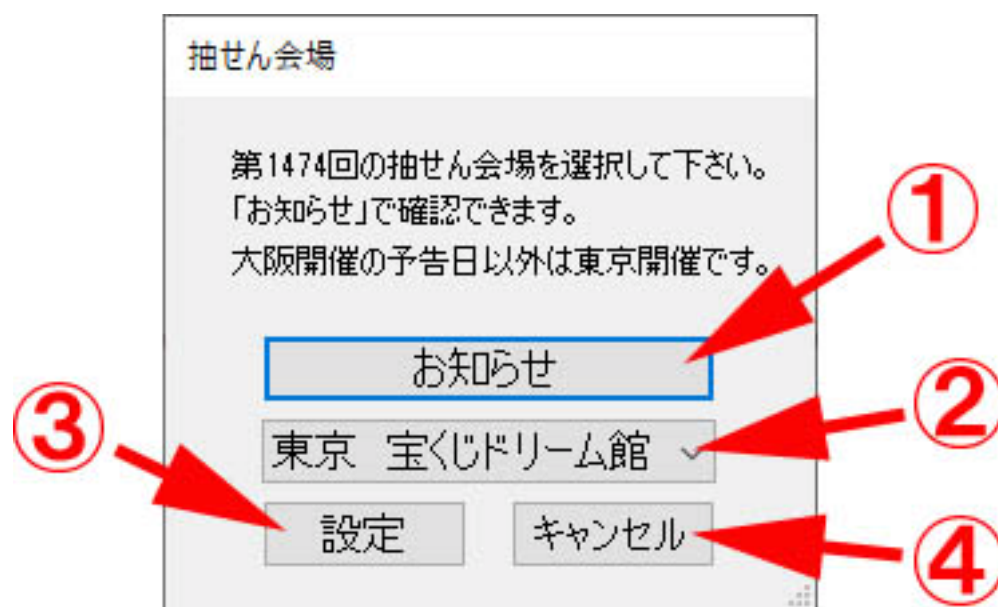 抽せん会場
第1474回の抽せん会場を選択して下さい。
「お知らせ」で確認できます。
大阪開催の予告日以外は東京開催です。
①
お知らせ
②
東京 宝くじドリーム館
③
設定
キャンセル
④